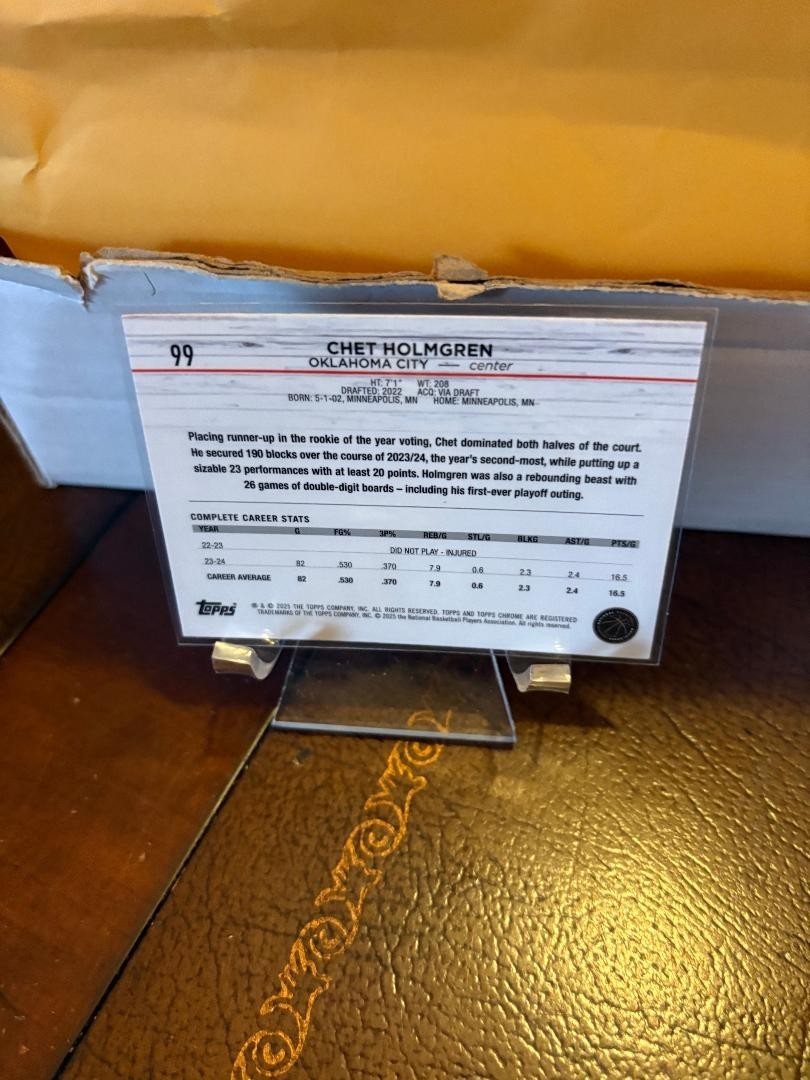 99
CHET HOLMGREN
OKLAHOMA CITY — center
HT: 7'1" WT: 208
DRAFTED: 2022 ACQ: VIA DRAFT
BORN: 5-1-02, MINNEAPOLIS, MN HOME: MINNEAPOLIS, MN
Placing runner-up in the rookie of the year voting, Chet dominated both halves of the court.
He secured 190 blocks over the course of 2023/24, the year's second-most, while putting up a
sizable 23 performances with at least 20 points. Holmgren was also a rebounding beast with
26 games of double-digit boards – including his first-ever playoff outing.
COMPLETE CAREER STATS
YEAR G FG% 3P% REB/G STL/G BLKG AST/G PTS/G
22-23 DID NOT PLAY - INJURED
23-24 82 .530 .370 7.9 0.6 2.3 2.4 16.5
CAREER AVERAGE 82 .530 .370 7.9 0.6 2.3 2.4 16.5
topps
® & © 2025 THE TOPPS COMPANY, INC. ALL RIGHTS RESERVED. TOPPS AND TOPPS CHROME ARE REGISTERED
TRADEMARKS OF THE TOPPS COMPANY, INC. © 2025 the National Basketball Players Association. All rights reserved.